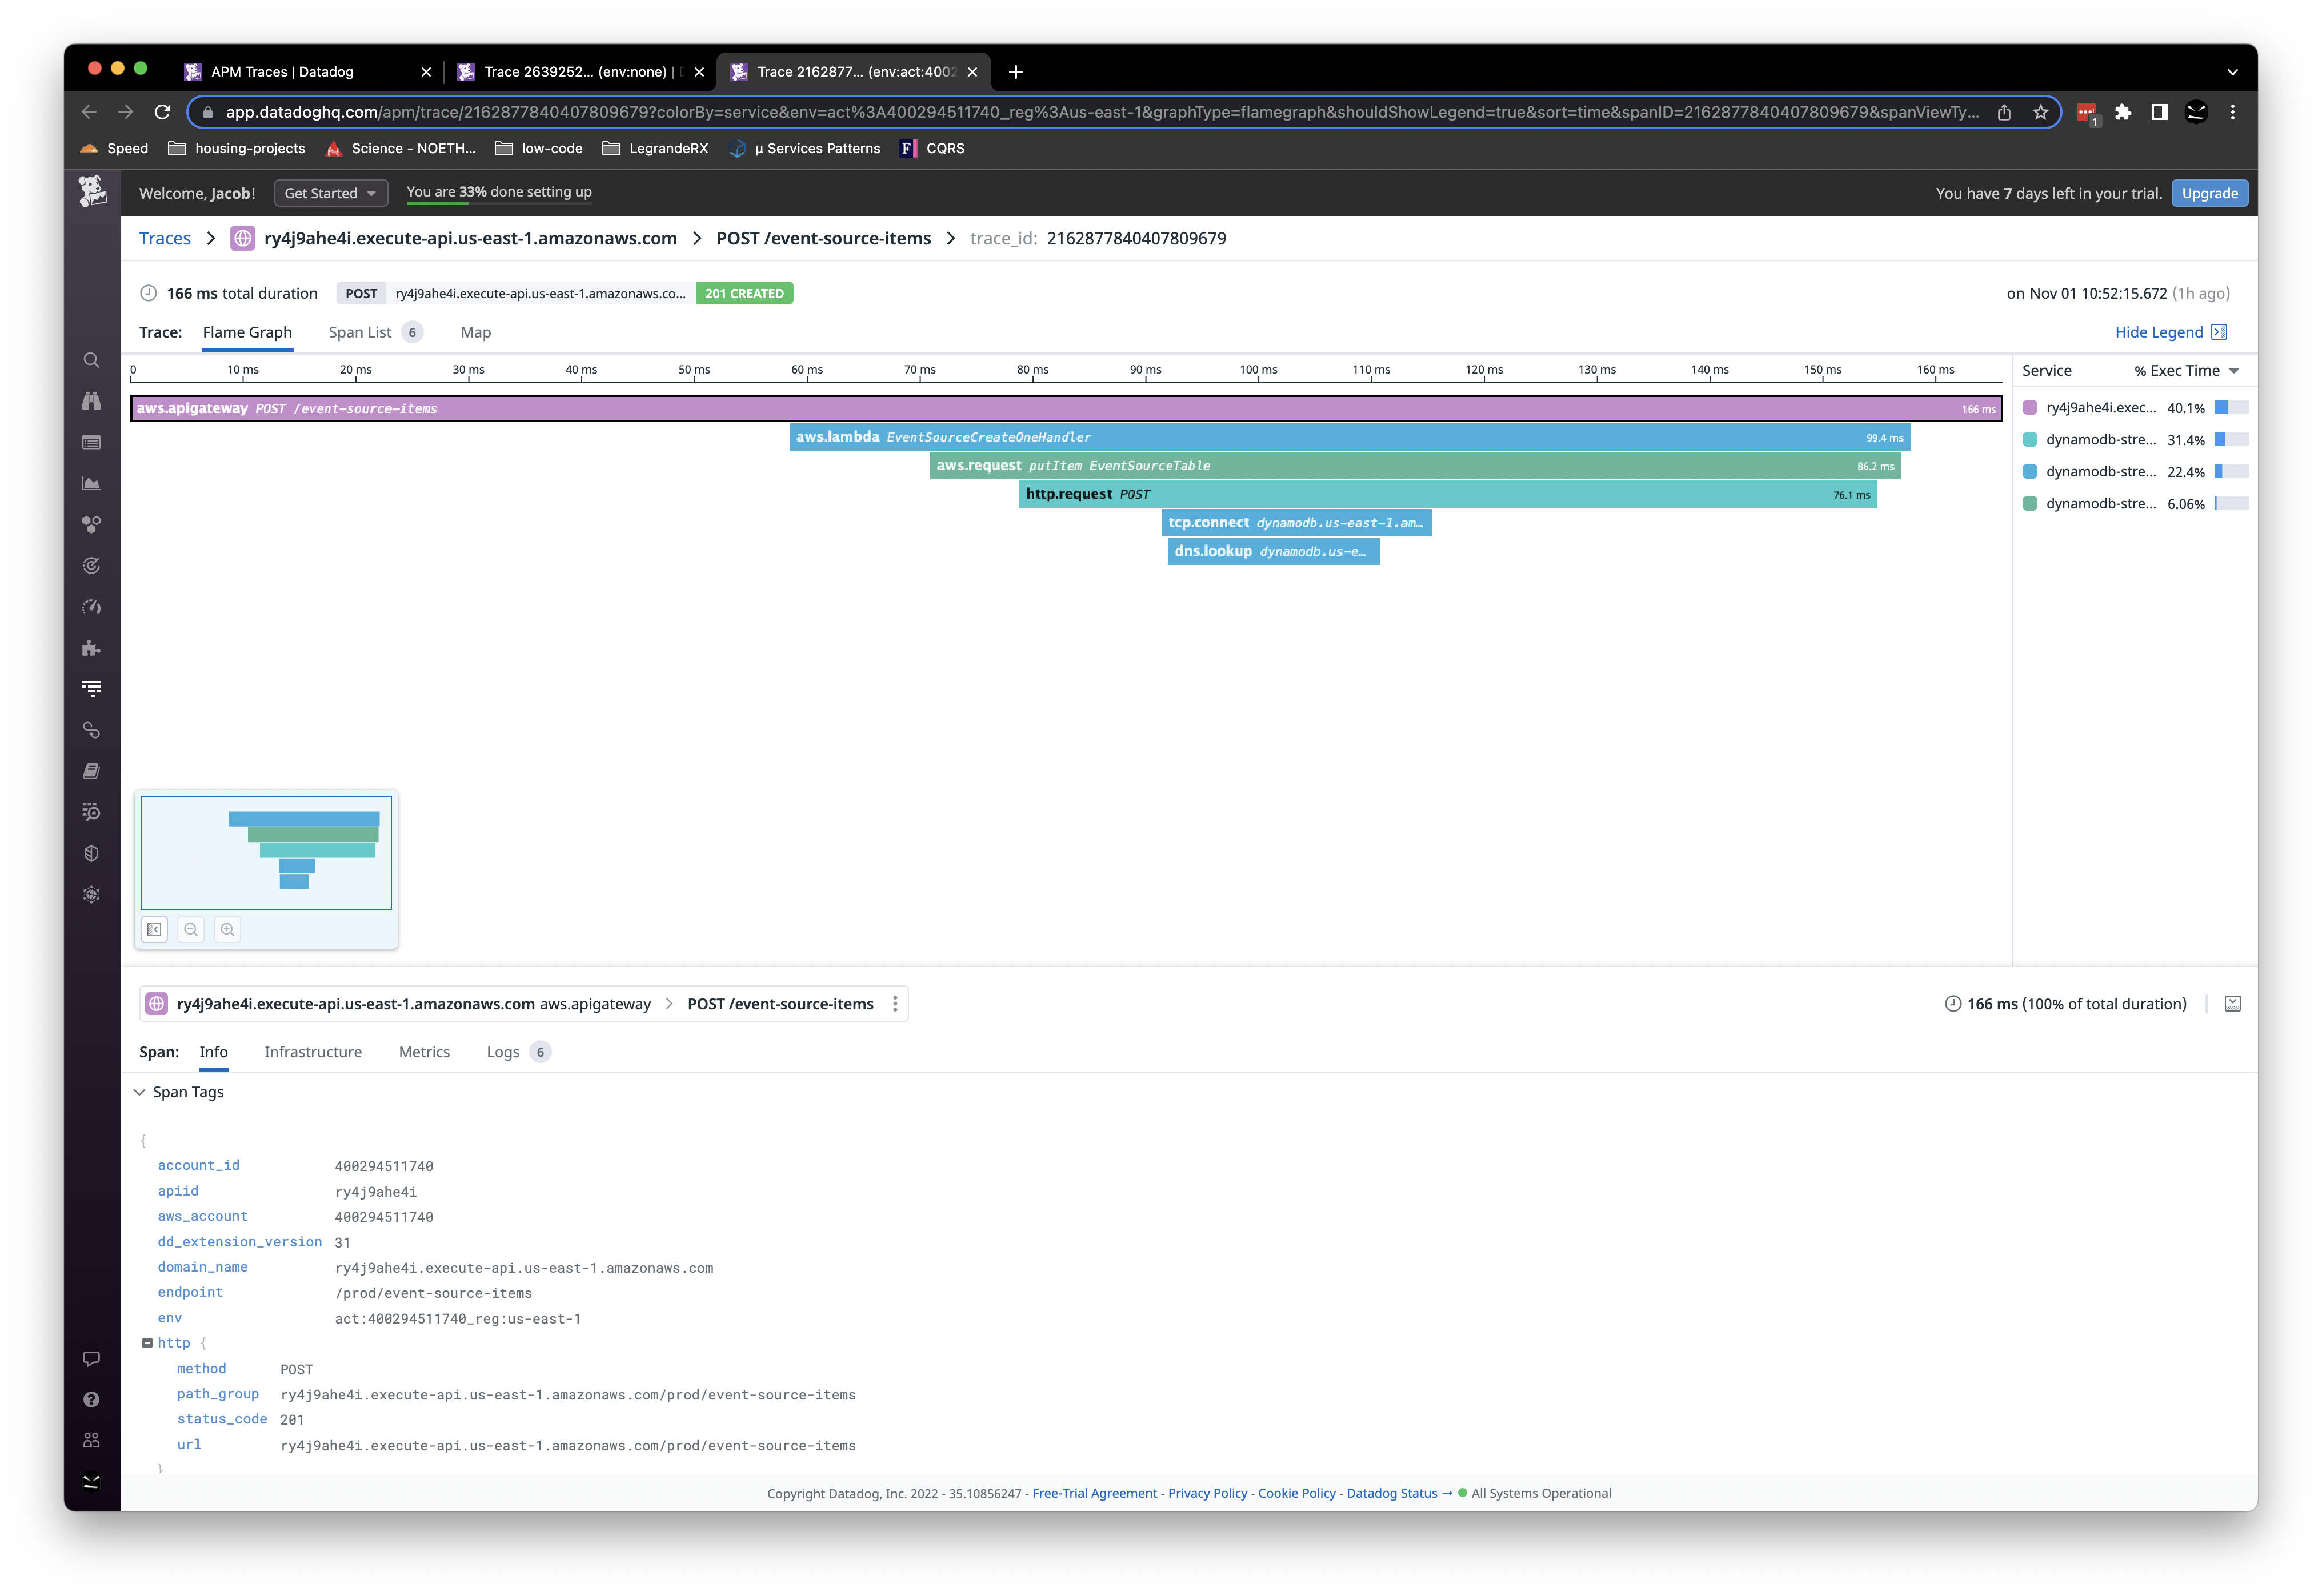 APM Traces | Datadog
Trace 2639252... (env:none) |
Trace 2162877... (env:act:4002
app.datadoghq.com/apm/trace/2162877840407809679?colorBy=service&env=act%3A400294511740_reg%3Aus-east-1&graphType=flamegraph&shouldShowLegend=true&sort=time&spanID=2162877840407809679&spanViewTy...
1
Speed housing-projects Science - NOETH... low-code LegrandeRX µ Services Patterns F CQRS
Welcome, Jacob! Get Started You are 33% done setting up You have 7 days left in your trial. Upgrade
Traces > ry4j9ahe4i.execute-api.us-east-1.amazonaws.com > POST /event-source-items > trace_id: 2162877840407809679
166 ms total duration POST ry4j9ahe4i.execute-api.us-east-1.amazonaws.co... 201 CREATED on Nov 01 10:52:15.672 (1h ago)
Trace: Flame Graph Span List 6 Map Hide Legend
0 10 ms 20 ms 30 ms 40 ms 50 ms 60 ms 70 ms 80 ms 90 ms 100 ms 110 ms 120 ms 130 ms 140 ms 150 ms 160 ms
Service % Exec Time
aws.apigateway POST /event-source-items 166 ms
aws.lambda EventSourceCreateOneHandler 99.4 ms
aws.request putItem EventSourceTable 86.2 ms
http.request POST 76.1 ms
tcp.connect dynamodb.us-east-1.am...
dns.lookup dynamodb.us-e...
ry4j9ahe4i.exec... 40.1%
dynamodb-stre... 31.4%
dynamodb-stre... 22.4%
dynamodb-stre... 6.06%
ry4j9ahe4i.execute-api.us-east-1.amazonaws.com aws.apigateway > POST /event-source-items 166 ms (100% of total duration)
Span: Info Infrastructure Metrics Logs 6
Span Tags
{
account_id 400294511740
apiid ry4j9ahe4i
aws_account 400294511740
dd_extension_version 31
domain_name ry4j9ahe4i.execute-api.us-east-1.amazonaws.com
endpoint /prod/event-source-items
env act:400294511740_reg:us-east-1
http {
method POST
path_group ry4j9ahe4i.execute-api.us-east-1.amazonaws.com/prod/event-source-items
status_code 201
url ry4j9ahe4i.execute-api.us-east-1.amazonaws.com/prod/event-source-items
}
Copyright Datadog, Inc. 2022 - 35.10856247 - Free-Trial Agreement - Privacy Policy - Cookie Policy - Datadog Status → All Systems Operational